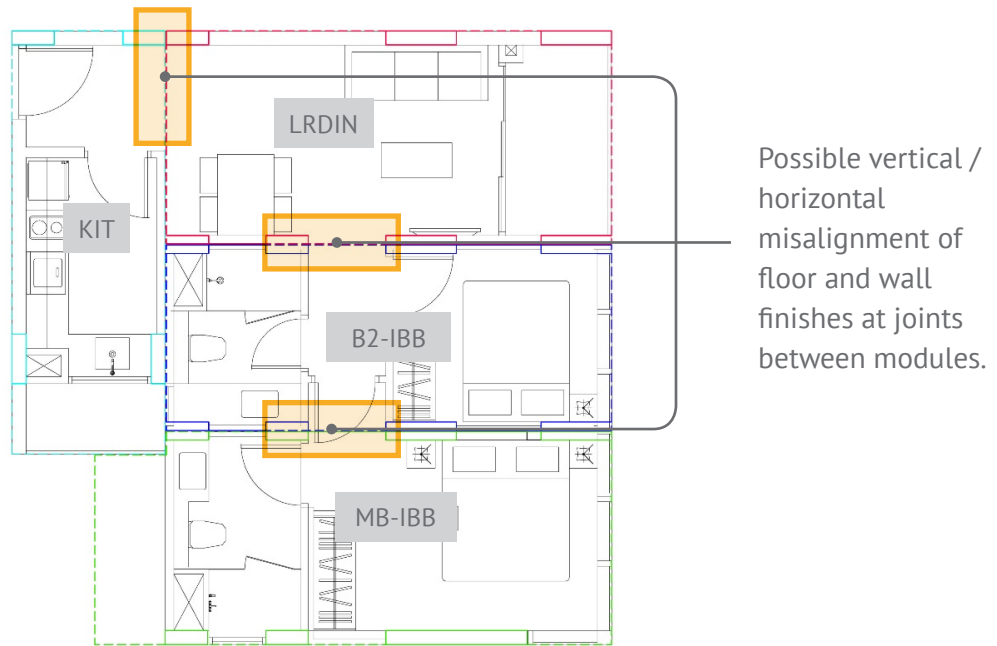 LRDIN
KIT
B2-IBB
MB-IBB
Possible vertical /
horizontal
misalignment of
floor and wall
finishes at joints
between modules.